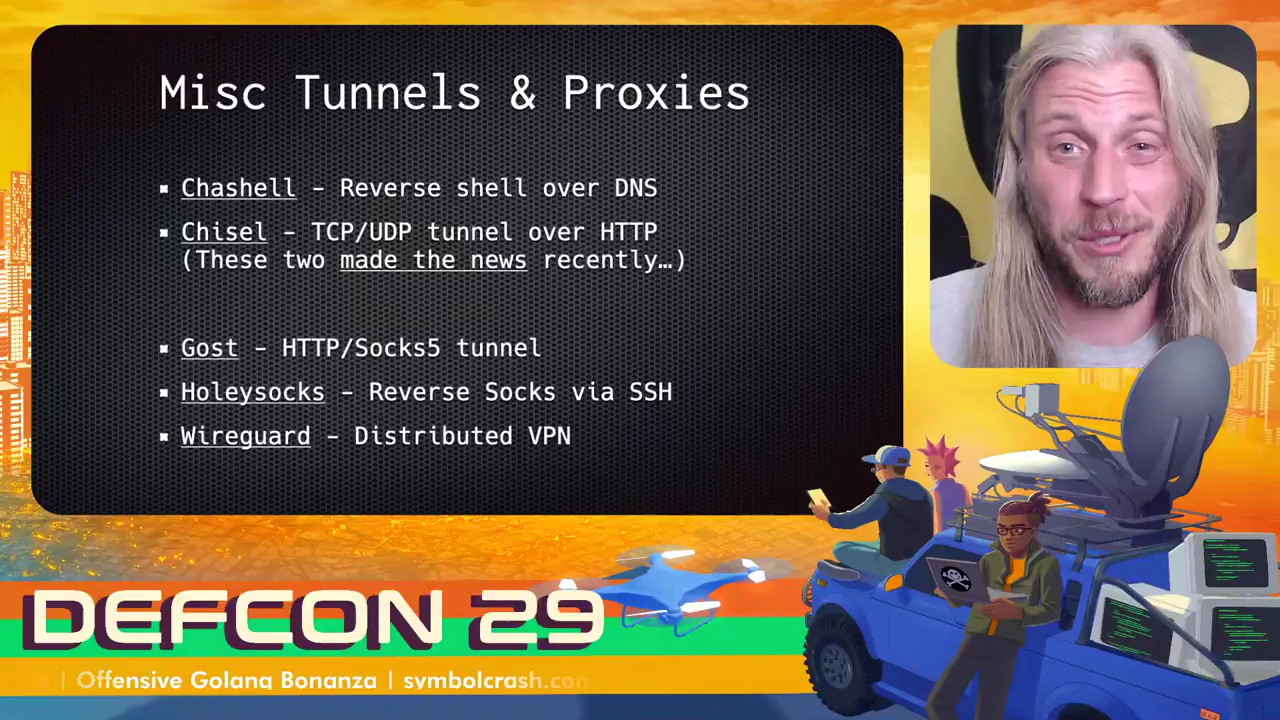 Misc Tunnels & Proxies
▪ Chashell – Reverse shell over DNS
▪ Chisel – TCP/UDP tunnel over HTTP
(These two made the news recently…)
▪ Gost – HTTP/Socks5 tunnel
▪ Holeysocks – Reverse Socks via SSH
▪ Wireguard – Distributed VPN
DEFCON 29
| Offensive Golang Bonanza | symbolcrash.com